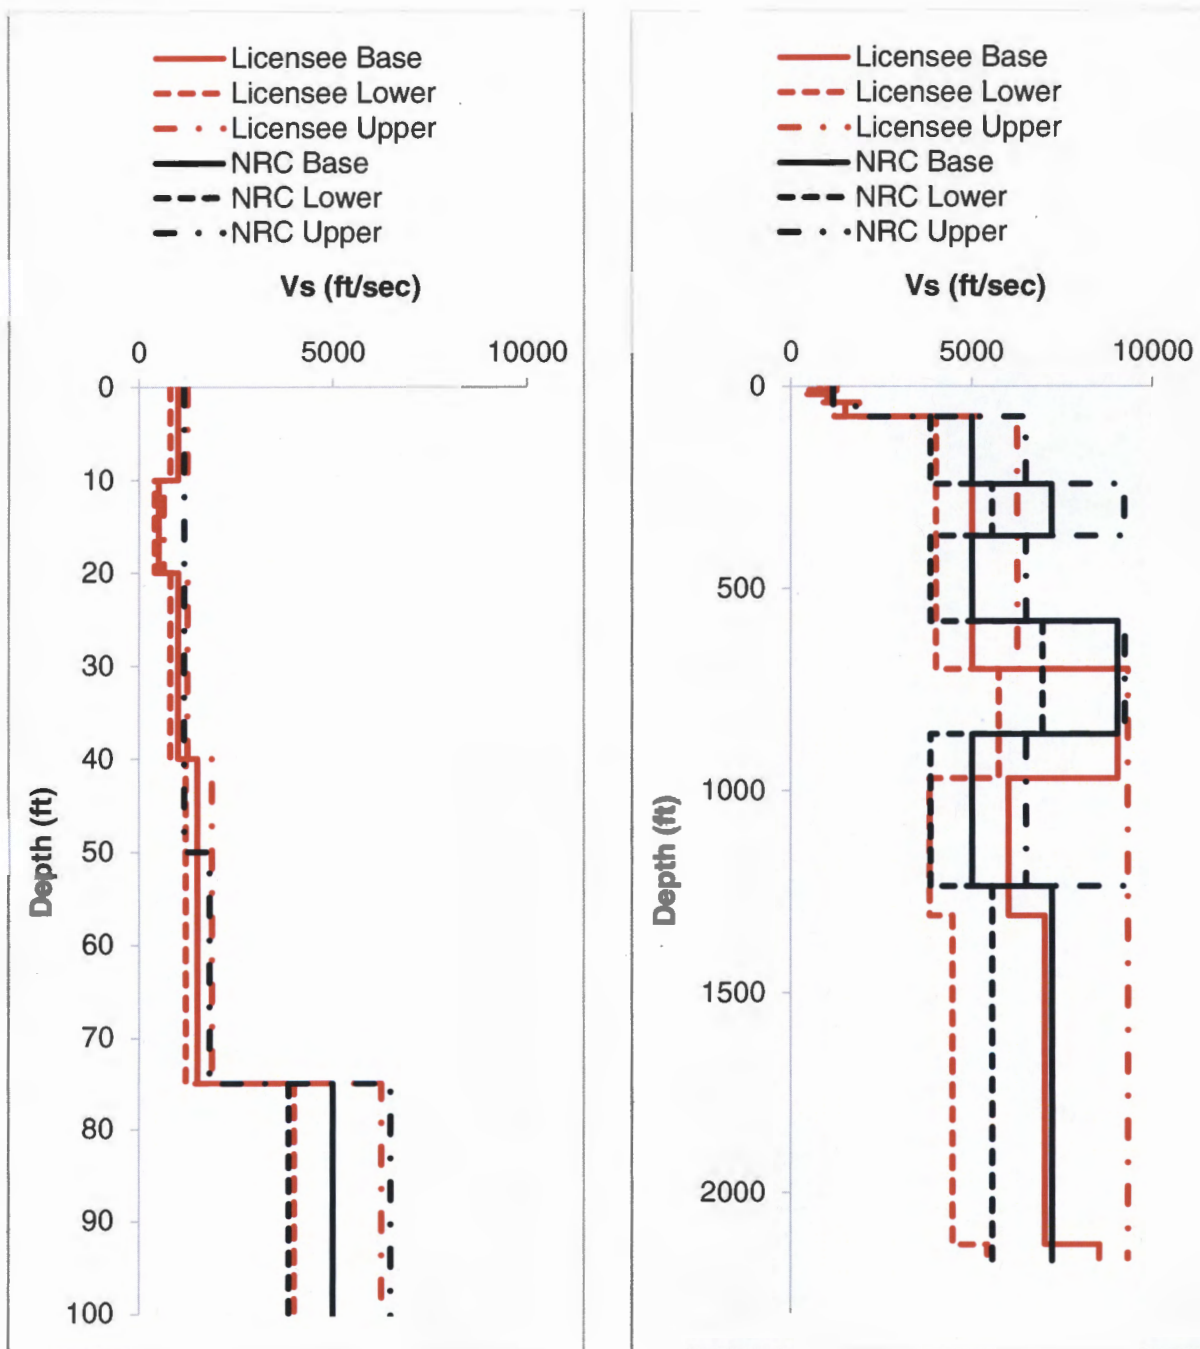 Licensee Base
Licensee Lower
Licensee Upper
NRC Base
NRC Lower
NRC Upper
Vs (ft/sec)
0 5000 10000
0
10
20
30
40
50
60
70
80
90
100
Depth (ft)
Licensee Base
Licensee Lower
Licensee Upper
NRC Base
NRC Lower
NRC Upper
Vs (ft/sec)
0 5000 10000
0
500
1000
1500
2000
Depth (ft)